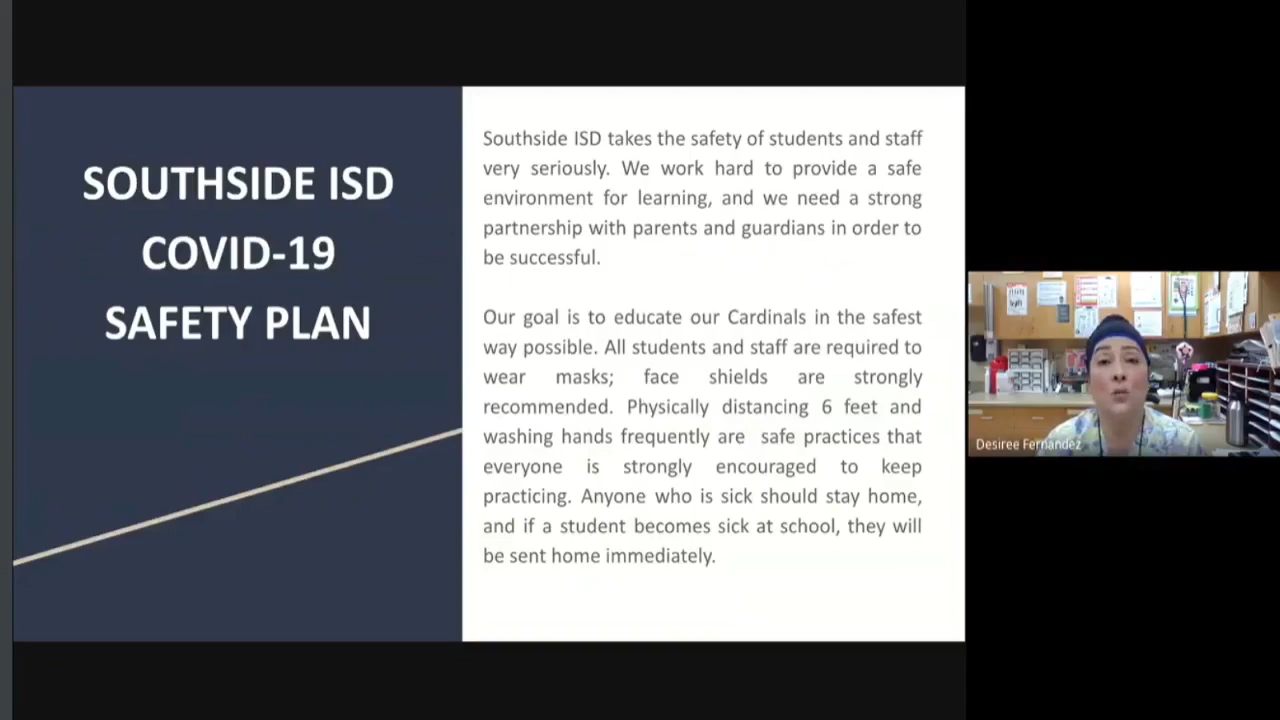 SOUTHSIDE ISD
COVID-19
SAFETY PLAN
Southside ISD takes the safety of students and staff
very seriously. We work hard to provide a safe
environment for learning, and we need a strong
partnership with parents and guardians in order to
be successful.
Our goal is to educate our Cardinals in the safest
way possible. All students and staff are required to
wear masks; face shields are strongly
recommended. Physically distancing 6 feet and
washing hands frequently are safe practices that
everyone is strongly encouraged to keep
practicing. Anyone who is sick should stay home,
and if a student becomes sick at school, they will
be sent home immediately.
Desiree Fernandez